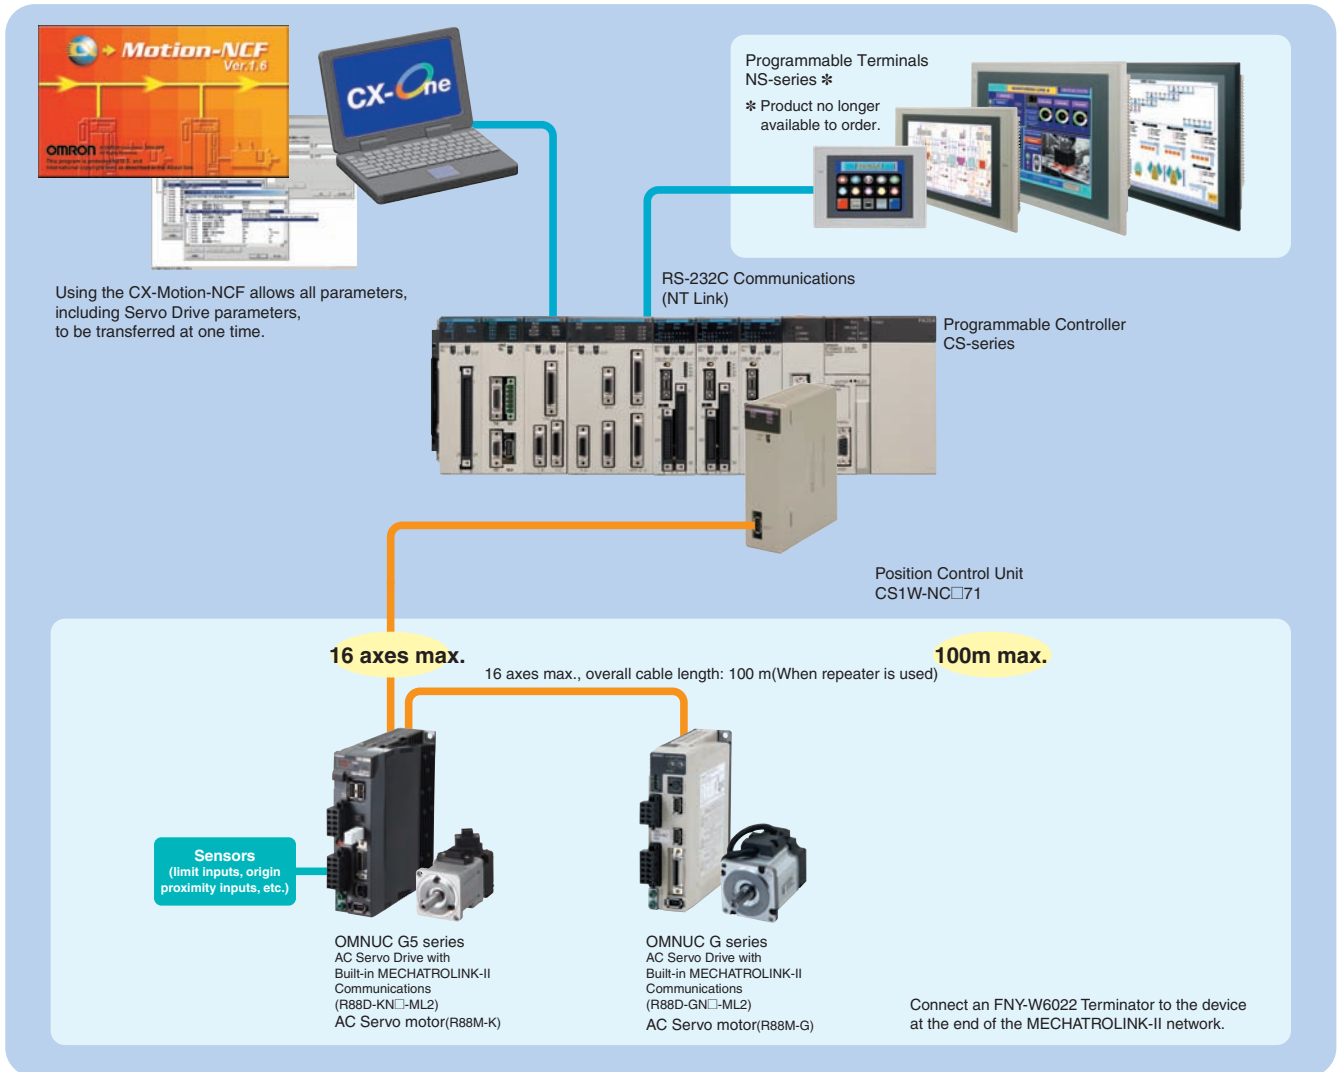 Motion-NCF
Ver.1.6
OMRON
CX-One
Using the CX-Motion-NCF allows all parameters,
including Servo Drive parameters,
to be transferred at one time.
Programmable Terminals
NS-series ✽
✽ Product no longer
available to order.
RS-232C Communications
(NT Link)
Programmable Controller
CS-series
Position Control Unit
CS1W-NC□71
16 axes max.
100m max.
16 axes max., overall cable length: 100 m(When repeater is used)
Sensors
(limit inputs, origin
proximity inputs, etc.)
OMNUC G5 series
AC Servo Drive with
Built-in MECHATROLINK-II
Communications
(R88D-KN□-ML2)
AC Servo motor(R88M-K)
OMNUC G series
AC Servo Drive with
Built-in MECHATROLINK-II
Communications
(R88D-GN□-ML2)
AC Servo motor(R88M-G)
Connect an FNY-W6022 Terminator to the device
at the end of the MECHATROLINK-II network.